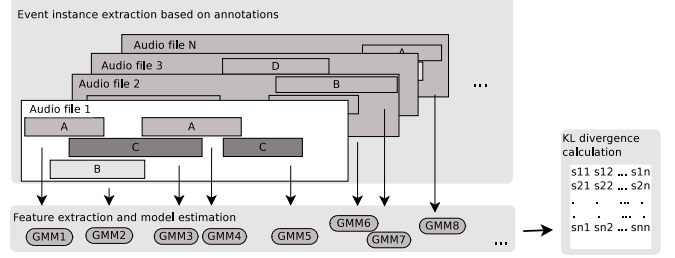 Event instance extraction based on annotations
Audio file N
A
Audio file 3
D
Audio file 2
B
...
Audio file 1
A A
C C
B
KL divergence
calculation
s11 s12 ... s1n
s21 s22 ... s2n
. . ... .
. . ... .
sn1 sn2 ... snn
Feature extraction and model estimation
GMM1 GMM2 GMM3 GMM4 GMM5 GMM6 GMM7 GMM8
...